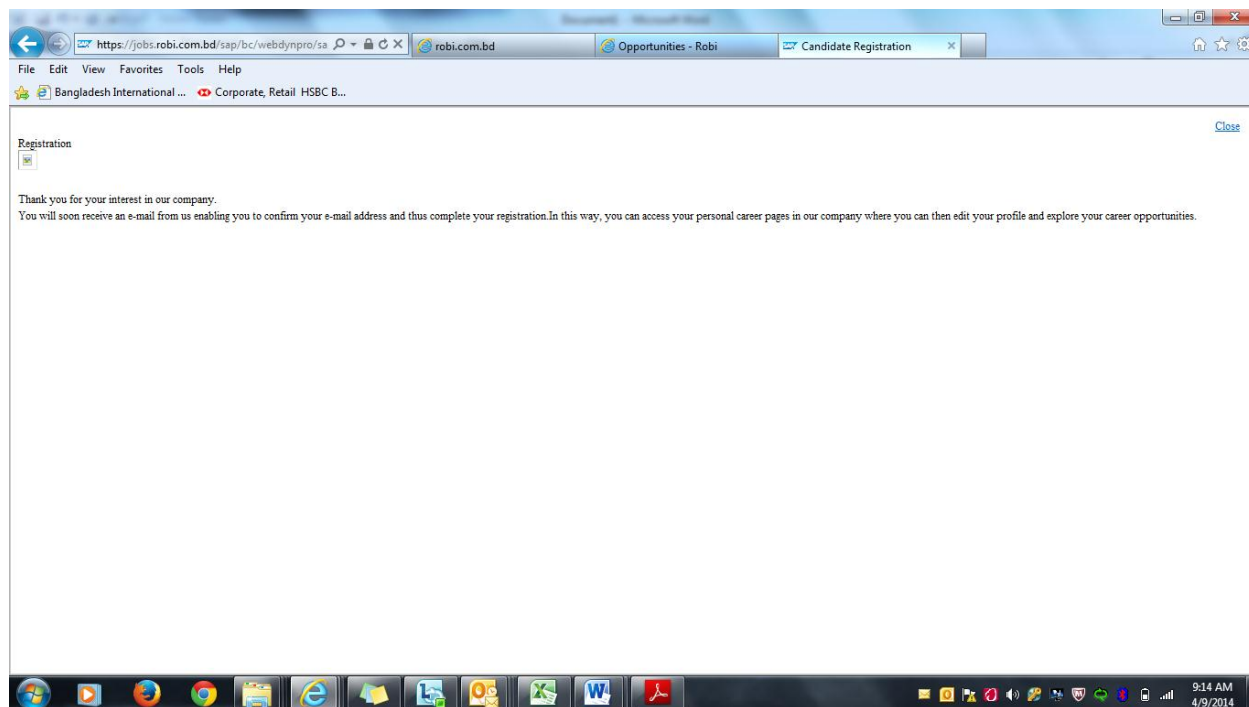 Document1 - Microsoft Word
https://jobs.robi.com.bd/sap/bc/webdynpro/sa
robi.com.bd
Opportunities - Robi
Candidate Registration
File Edit View Favorites Tools Help
Bangladesh International ... Corporate, Retail HSBC B...
Close
Registration
Thank you for your interest in our company.
You will soon receive an e-mail from us enabling you to confirm your e-mail address and thus complete your registration.In this way, you can access your personal career pages in our company where you can then edit your profile and explore your career opportunities.
9:14 AM
4/9/2014